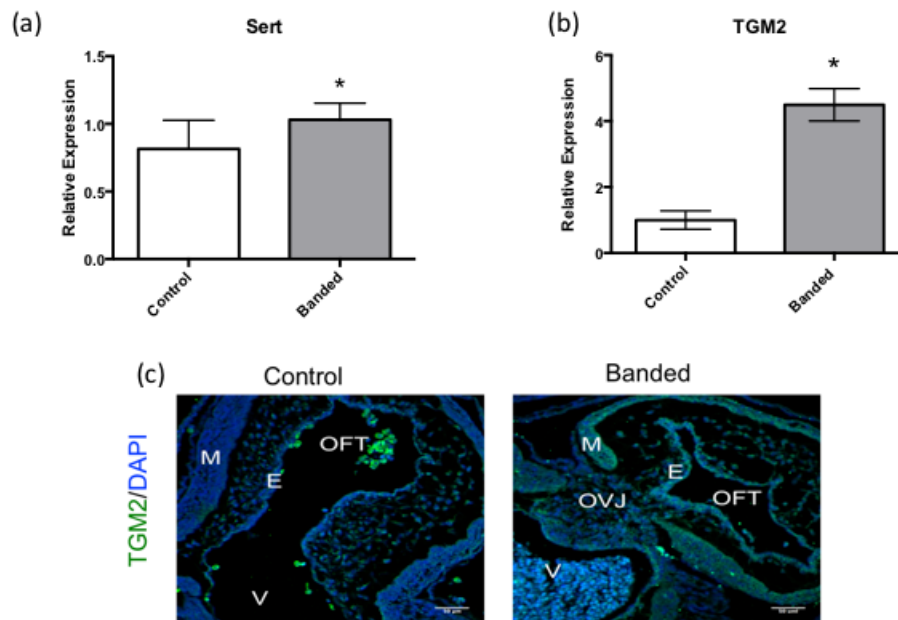 (a)
Sert
Relative Expression
1.5
1.0
0.5
0.0
*
Control
Banded
(b)
TGM2
Relative Expression
6
4
2
0
*
Control
Banded
(c)
Control
Banded
TGM2/DAPI
M
E
OFT
V
M
E
OVJ
OFT
V